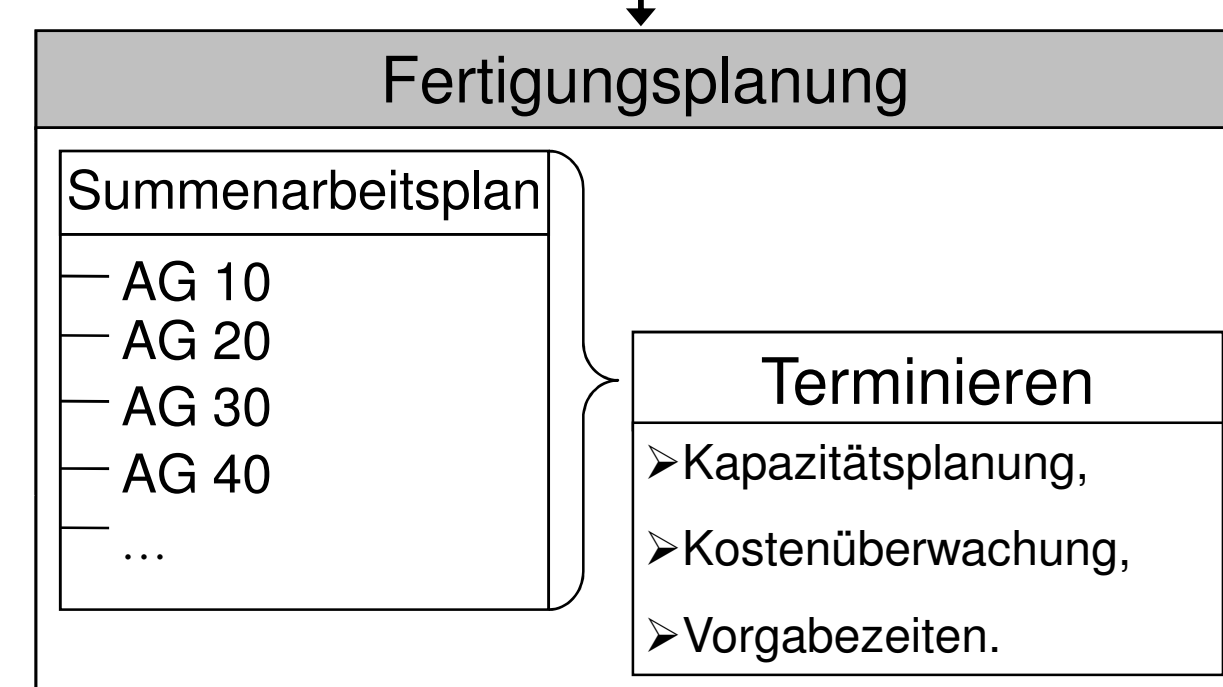 Fertigungsplanung
Summenarbeitsplan
AG 10
AG 20
AG 30
AG 40
...
Terminieren
➢Kapazitätsplanung,
➢Kostenüberwachung,
➢Vorgabezeiten.